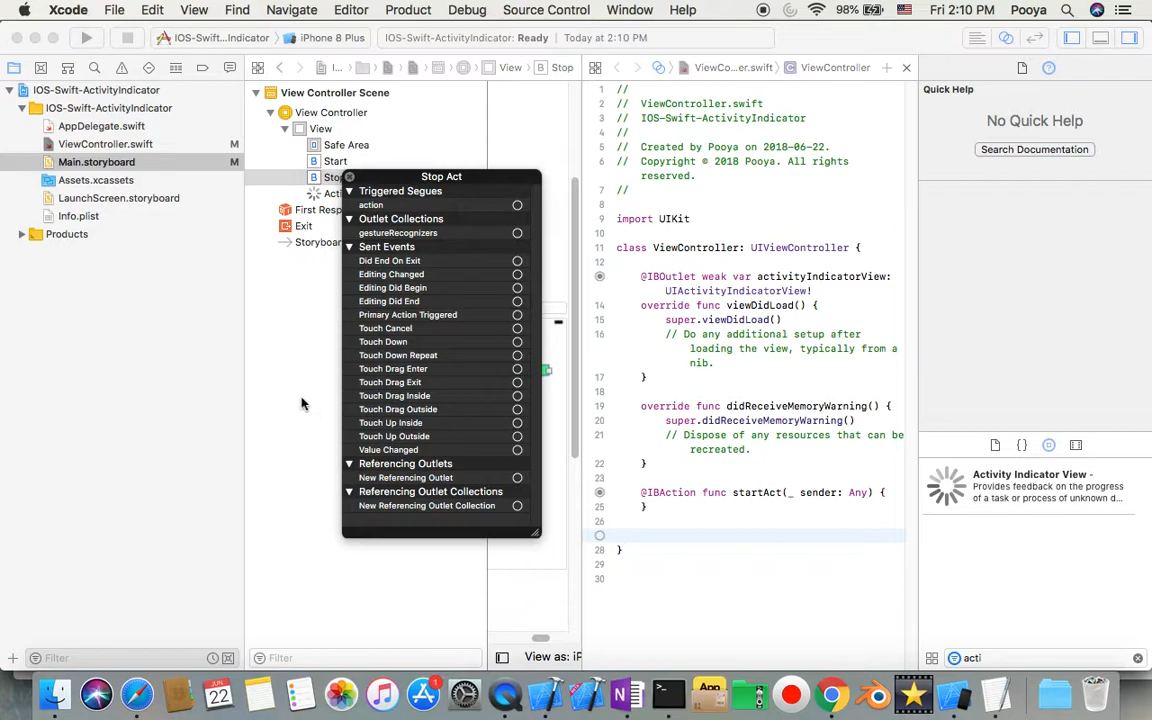 Xcode File Edit View Find Navigate Editor Product Debug Source Control Window Help 98% Fri 2:10 PM Pooya
IOS-Swift...Indicator iPhone 8 Plus IOS-Swift-ActivityIndicator: Ready Today at 2:10 PM
I... View Stop ViewCo...er.swift ViewController
IOS-Swift-ActivityIndicator
IOS-Swift-ActivityIndicator
AppDelegate.swift
ViewController.swift M
Main.storyboard M
Assets.xcassets
LaunchScreen.storyboard
Info.plist
Products
Filter
View Controller Scene
View Controller
View
Safe Area
B Start
B Stop
Acti
First Resp
Exit
Storyboar
Filter
Stop Act
Triggered Segues
action
Outlet Collections
gestureRecognizers
Sent Events
Did End On Exit
Editing Changed
Editing Did Begin
Editing Did End
Primary Action Triggered
Touch Cancel
Touch Down
Touch Down Repeat
Touch Drag Enter
Touch Drag Exit
Touch Drag Inside
Touch Drag Outside
Touch Up Inside
Touch Up Outside
Value Changed
Referencing Outlets
New Referencing Outlet
Referencing Outlet Collections
New Referencing Outlet Collection
View as: iP
1 //
2 // ViewController.swift
3 // IOS-Swift-ActivityIndicator
4 //
5 // Created by Pooya on 2018-06-22.
6 // Copyright © 2018 Pooya. All rights
reserved.
7 //
8
9 import UIKit
10
11 class ViewController: UIViewController {
12
@IBOutlet weak var activityIndicatorView:
UIActivityIndicatorView!
14 override func viewDidLoad() {
15 super.viewDidLoad()
16 // Do any additional setup after
loading the view, typically from a
nib.
17 }
18
19 override func didReceiveMemoryWarning() {
20 super.didReceiveMemoryWarning()
21 // Dispose of any resources that can be
recreated.
22 }
23
@IBAction func startAct(_ sender: Any) {
25 }
26
28 }
29
30
Quick Help
No Quick Help
Search Documentation
Activity Indicator View -
Provides feedback on the progress
of a task or process of unknown d...
acti
22
1
App